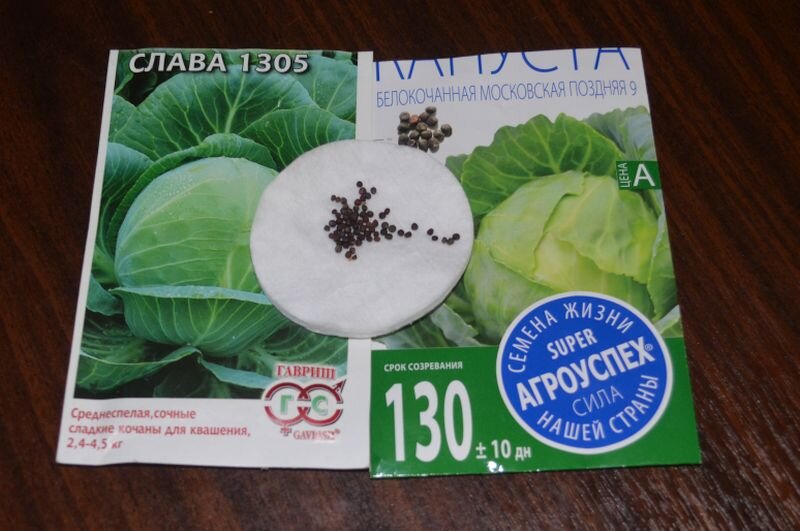 СЛАВА 1305
ГАВРИШ
ГС
GAVRISH®
Среднеспелая,сочные
сладкие кочаны для квашения,
2,4-4,5 кг
КАПУСТА
БЕЛОКОЧАННАЯ МОСКОВСКАЯ ПОЗДНЯЯ 9
ЦЕНА А
СРОК СОЗРЕВАНИЯ
130 ± 10 дн
СЕМЕНА ЖИЗНИ
SUPER
АГРОУСПЕХ®
СИЛА
НАШЕЙ СТРАНЫ